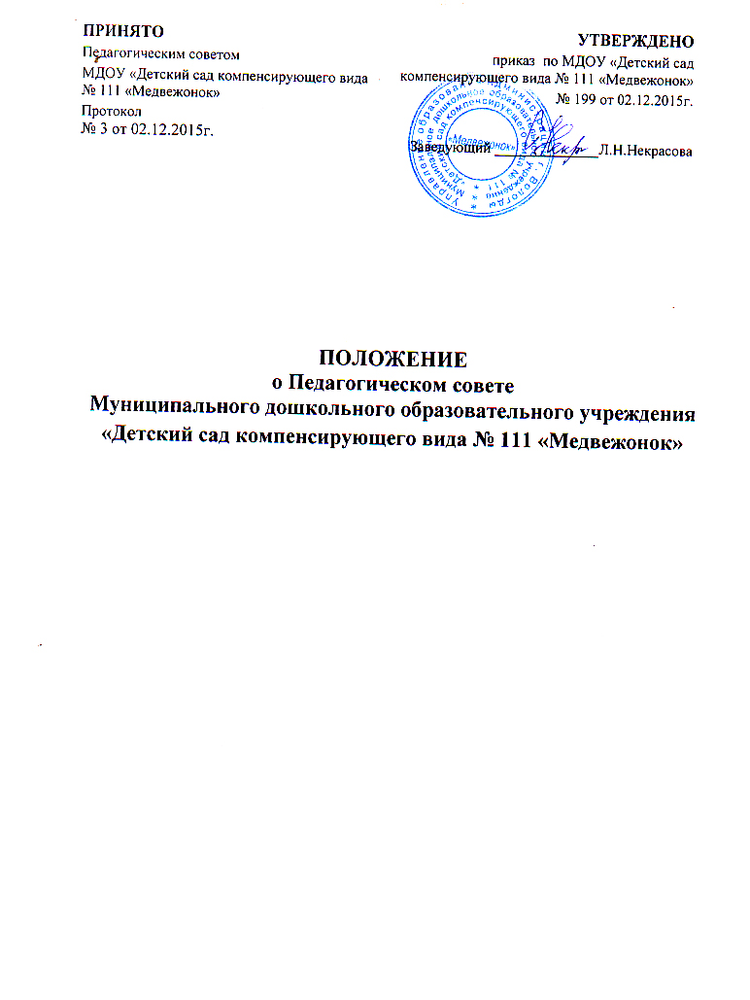 ПРИНЯТО
Педагогическим советом
МДОУ «Детский сад компенсирующего вида
№ 111 «Медвежонок»
Протокол
№ 3 от 02.12.2015г.
УТВЕРЖДЕНО
приказ по МДОУ «Детский сад
компенсирующего вида № 111 «Медвежонок»
№ 199 от 02.12.2015г.
Заведующий ______________Л.Н.Некрасова
«Медвежонок»
ПОЛОЖЕНИЕ
о Педагогическом совете
Муниципального дошкольного образовательного учреждения
«Детский сад компенсирующего вида № 111 «Медвежонок»